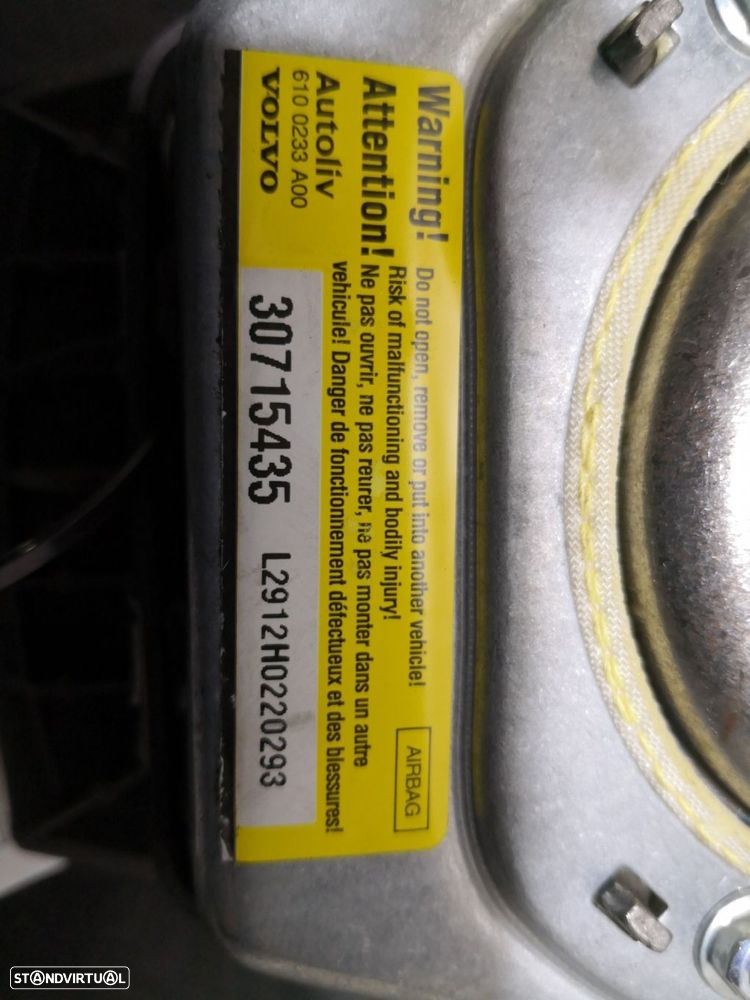 Warning! Do not open, remove or put into another vehicle!
Risk of malfunctioning and bodily injury!
Attention! Ne pas ouvrir, ne pas retirer, ne pas monter dans un autre
vehicule! Danger de fonctionnement défectueux et des blessures!
AIRBAG
Autoliv
610 0233 A00
VOLVO
30715435 L2912H0220293
STANDVIRTUAL